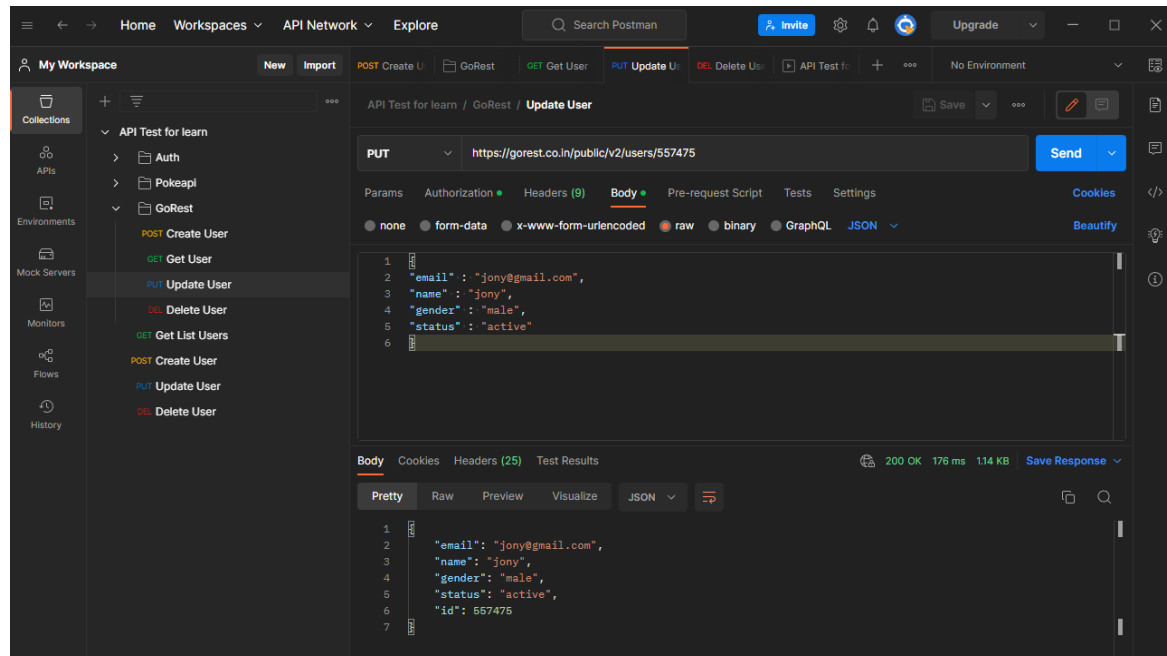 Home Workspaces API Network Explore Search Postman Invite Upgrade
My Workspace New Import
POST Create U GoRest GET Get User PUT Update Us DEL Delete Use API Test fo No Environment
Collections
APIs
Environments
Mock Servers
Monitors
Flows
History
API Test for learn
Auth
Pokeapi
GoRest
POST Create User
GET Get User
PUT Update User
DEL Delete User
GET Get List Users
POST Create User
PUT Update User
DEL Delete User
API Test for learn / GoRest / Update User Save
PUT https://gorest.co.in/public/v2/users/557475 Send
Params Authorization Headers (9) Body Pre-request Script Tests Settings Cookies
none form-data x-www-form-urlencoded raw binary GraphQL JSON Beautify
1 {
2 "email" : "jony@gmail.com",
3 "name" : "jony",
4 "gender" : "male",
5 "status" : "active"
6 }
Body Cookies Headers (25) Test Results 200 OK 176 ms 1.14 KB Save Response
Pretty Raw Preview Visualize JSON
1 {
2 "email": "jony@gmail.com",
3 "name": "jony",
4 "gender": "male",
5 "status": "active",
6 "id": 557475
7 }